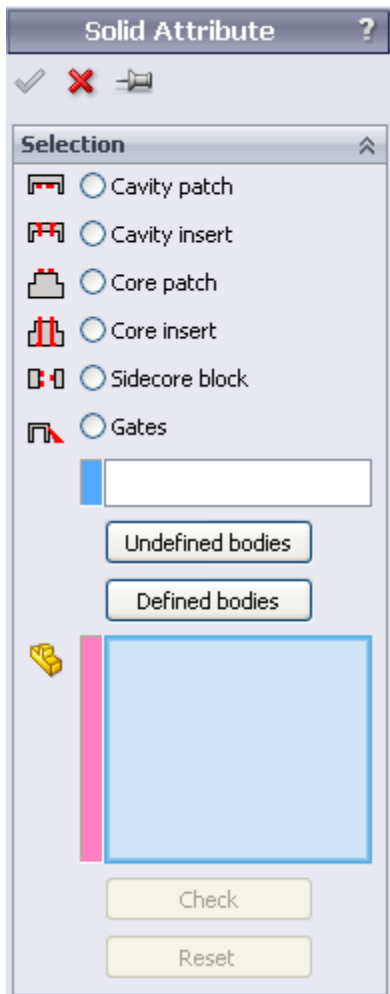 Solid Attribute ?
Selection
Cavity patch
Cavity insert
Core patch
Core insert
Sidecore block
Gates
Undefined bodies
Defined bodies
Check
Reset